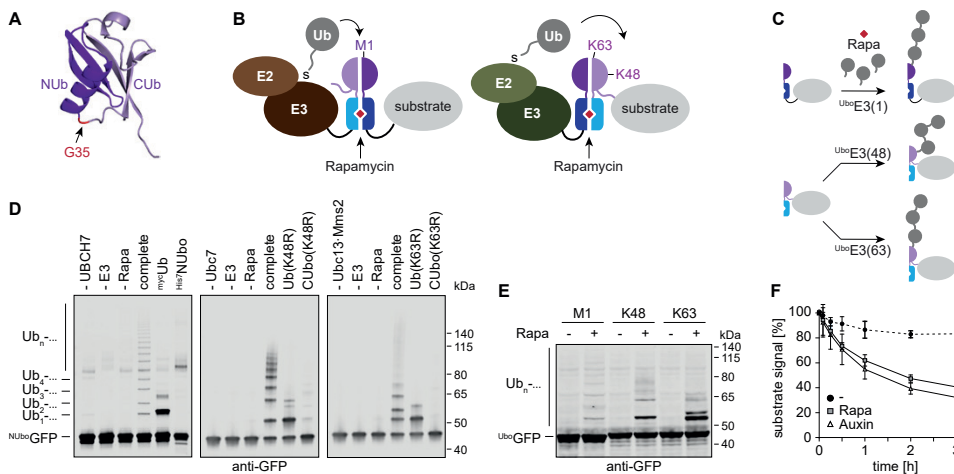 A
NUb
CUb
G35
B
Ub
M1
S
E2
E3
substrate
Rapamycin
Ub
K63
S
K48
E2
E3
substrate
Rapamycin
C
Rapa
UboE3(1)
UboE3(48)
UboE3(63)
D
- UBCH7
- E3
- Rapa
complete
mycUb
His7NUbo
- Ubc7
- E3
- Rapa
complete
Ub(K48R)
CUbo(K48R)
- Ubc13·Mms2
- E3
- Rapa
complete
Ub(K63R)
CUbo(K63R)
kDa
Ubn-...
Ub4-...
Ub3-...
Ub2-...
Ub1-...
NUboGFP
140
115
80
65
50
40
anti-GFP
E
M1 K48 K63
Rapa - + - + - + kDa
Ubn-...
UboGFP
140
115
80
65
50
40
anti-GFP
F
substrate signal [%]
100
80
60
40
20
0
-
Rapa
Auxin
0 1 2 3
time [h]